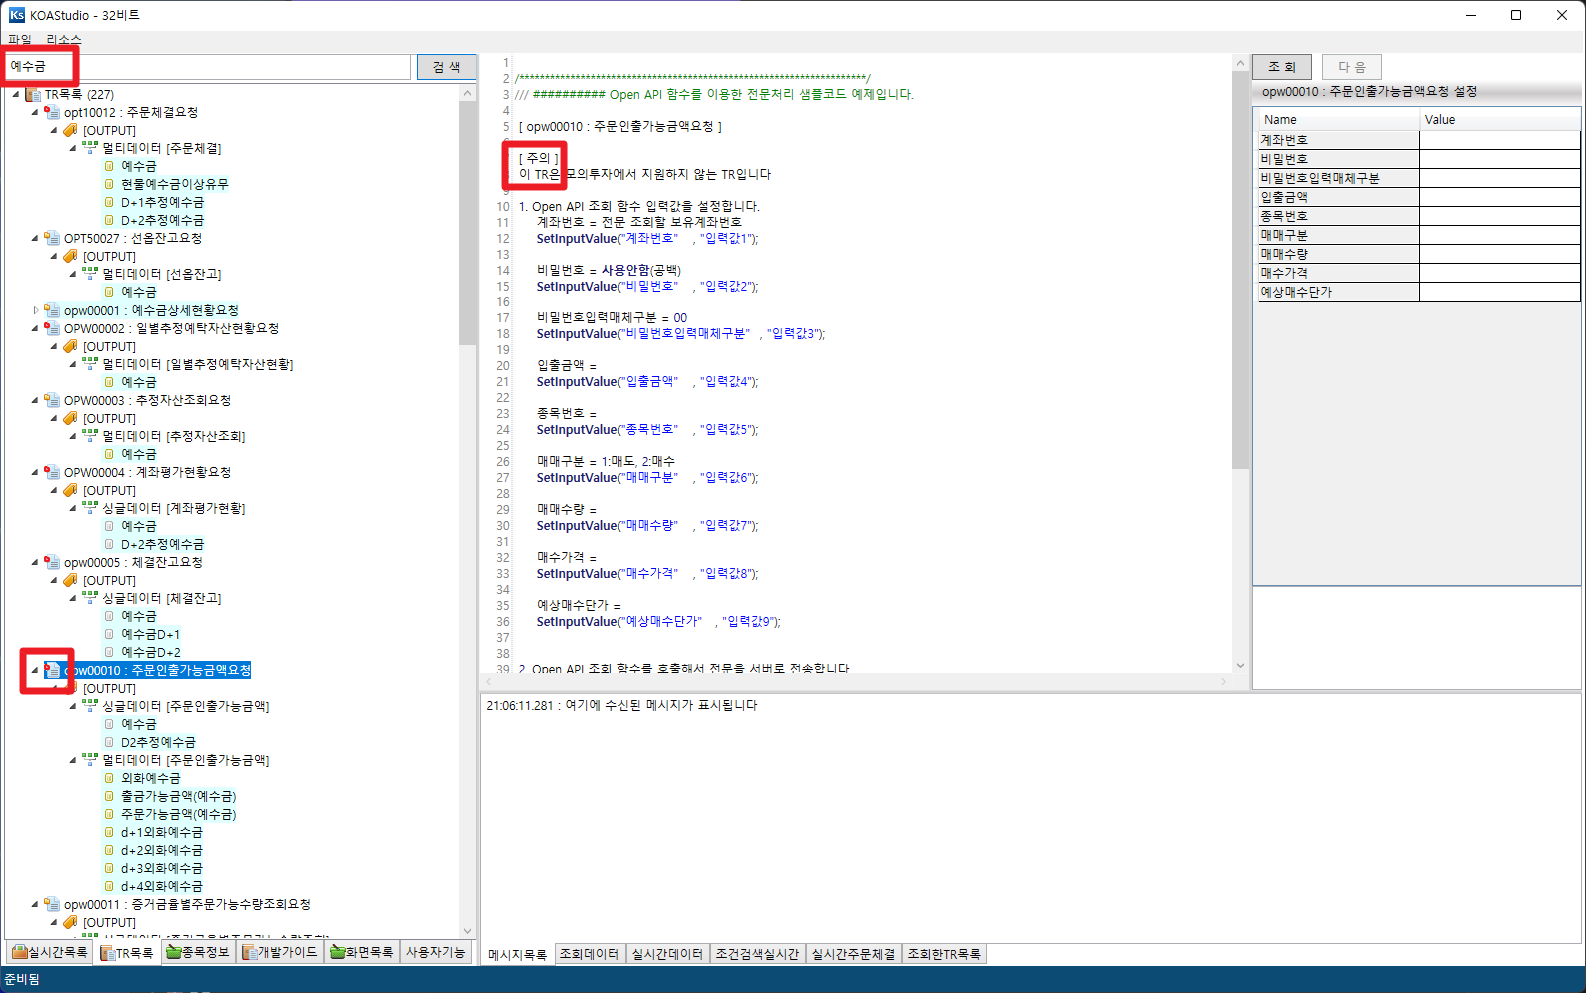 KOAStudio - 32비트
파일 리소스
예수금
검 색
TR목록 (227)
opt10012 : 주문체결요청
[OUTPUT]
멀티데이터 [주문체결]
예수금
현물예수금이상유무
D+1추정예수금
D+2추정예수금
OPT50027 : 선옵잔고요청
[OUTPUT]
멀티데이터 [선옵잔고]
예수금
opw00001 : 예수금상세현황요청
OPW00002 : 일별추정예탁자산현황요청
[OUTPUT]
멀티데이터 [일별추정예탁자산현황]
예수금
OPW00003 : 추정자산조회요청
[OUTPUT]
멀티데이터 [추정자산조회]
예수금
OPW00004 : 계좌평가현황요청
[OUTPUT]
싱글데이터 [계좌평가현황]
예수금
D+2추정예수금
opw00005 : 체결잔고요청
[OUTPUT]
싱글데이터 [체결잔고]
예수금
예수금D+1
예수금D+2
opw00010 : 주문인출가능금액요청
[OUTPUT]
싱글데이터 [주문인출가능금액]
예수금
D2추정예수금
멀티데이터 [주문인출가능금액]
외화예수금
출금가능금액(예수금)
주문가능금액(예수금)
d+1외화예수금
d+2외화예수금
d+3외화예수금
d+4외화예수금
opw00011 : 증거금율별주문가능수량조회요청
[OUTPUT]
실시간목록 TR목록 종목정보 개발가이드 화면목록 사용자기능
준비됨
1
2 /********************************************************************/
3 /// ########## Open API 함수를 이용한 전문처리 샘플코드 예제입니다.
4
5 [ opw00010 : 주문인출가능금액요청 ]
[ 주의 ]
이 TR은 모의투자에서 지원하지 않는 TR입니다
9
10 1. Open API 조회 함수 입력값을 설정합니다.
11 계좌번호 = 전문 조회할 보유계좌번호
12 SetInputValue("계좌번호" , "입력값1");
13
14 비밀번호 = 사용안함(공백)
15 SetInputValue("비밀번호" , "입력값2");
16
17 비밀번호입력매체구분 = 00
18 SetInputValue("비밀번호입력매체구분" , "입력값3");
19
20 입출금액 =
21 SetInputValue("입출금액" , "입력값4");
22
23 종목번호 =
24 SetInputValue("종목번호" , "입력값5");
25
26 매매구분 = 1:매도, 2:매수
27 SetInputValue("매매구분" , "입력값6");
28
29 매매수량 =
30 SetInputValue("매매수량" , "입력값7");
31
32 매수가격 =
33 SetInputValue("매수가격" , "입력값8");
34
35 예상매수단가 =
36 SetInputValue("예상매수단가" , "입력값9");
37
38
39 2. Open API 조회 함수를 호출해서 전문을 서버로 전송합니다
조 회 다 음
opw00010 : 주문인출가능금액요청 설정
Name Value
계좌번호
비밀번호
비밀번호입력매체구분
입출금액
종목번호
매매구분
매매수량
매수가격
예상매수단가
21:06:11.281 : 여기에 수신된 메시지가 표시됩니다
메시지목록 조회데이터 실시간데이터 조건검색실시간 실시간주문체결 조회한TR목록